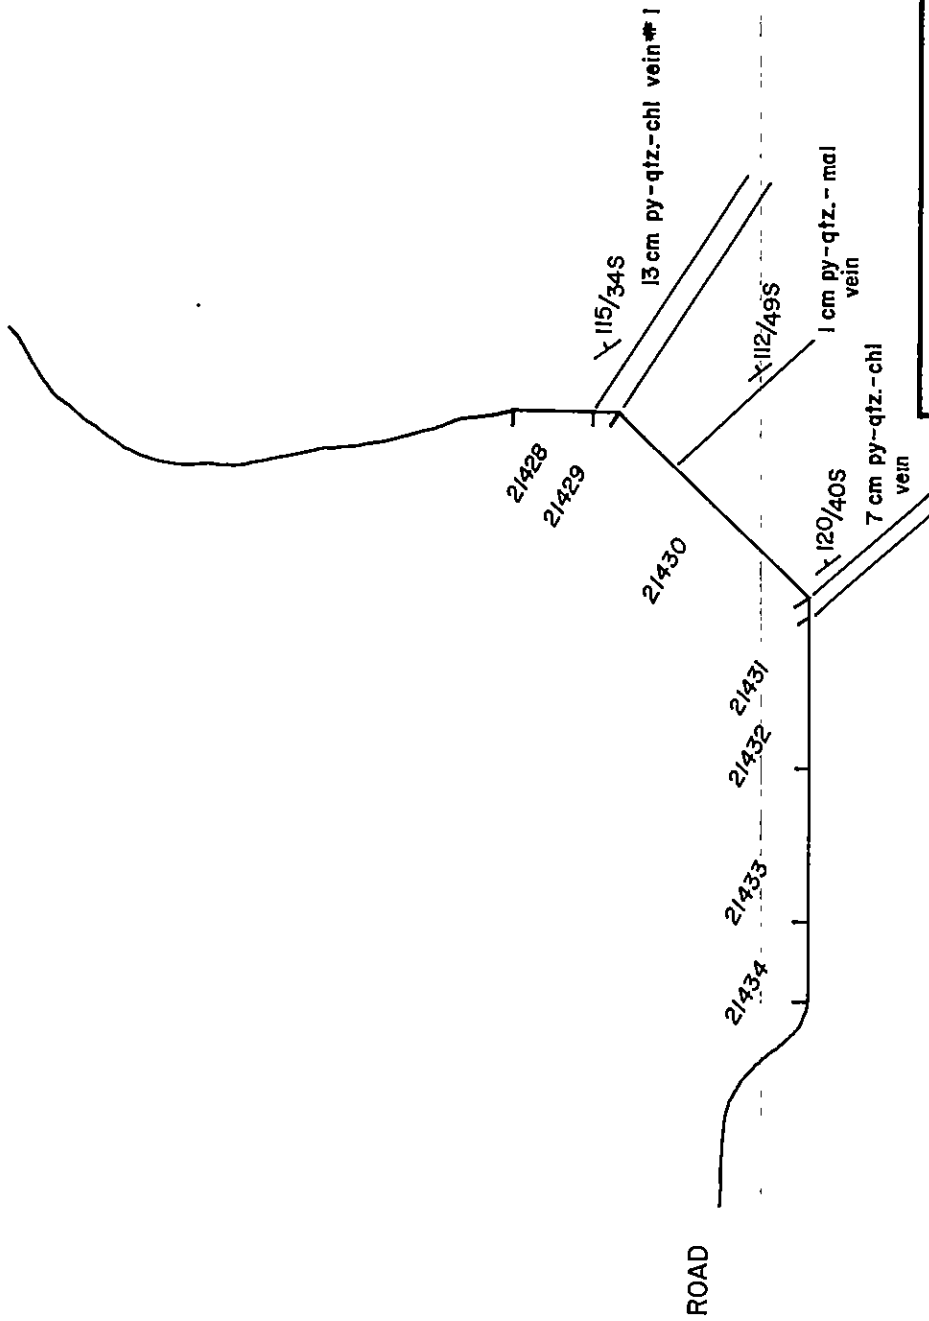 ROAD
21434
21433
21432
21431
21430
21429
21428
115/34S
13 cm py-qtz.-chl vein #1
112/49S
1 cm py-qtz.-mal
vein
120/40S
7 cm py-qtz.-chl
vein